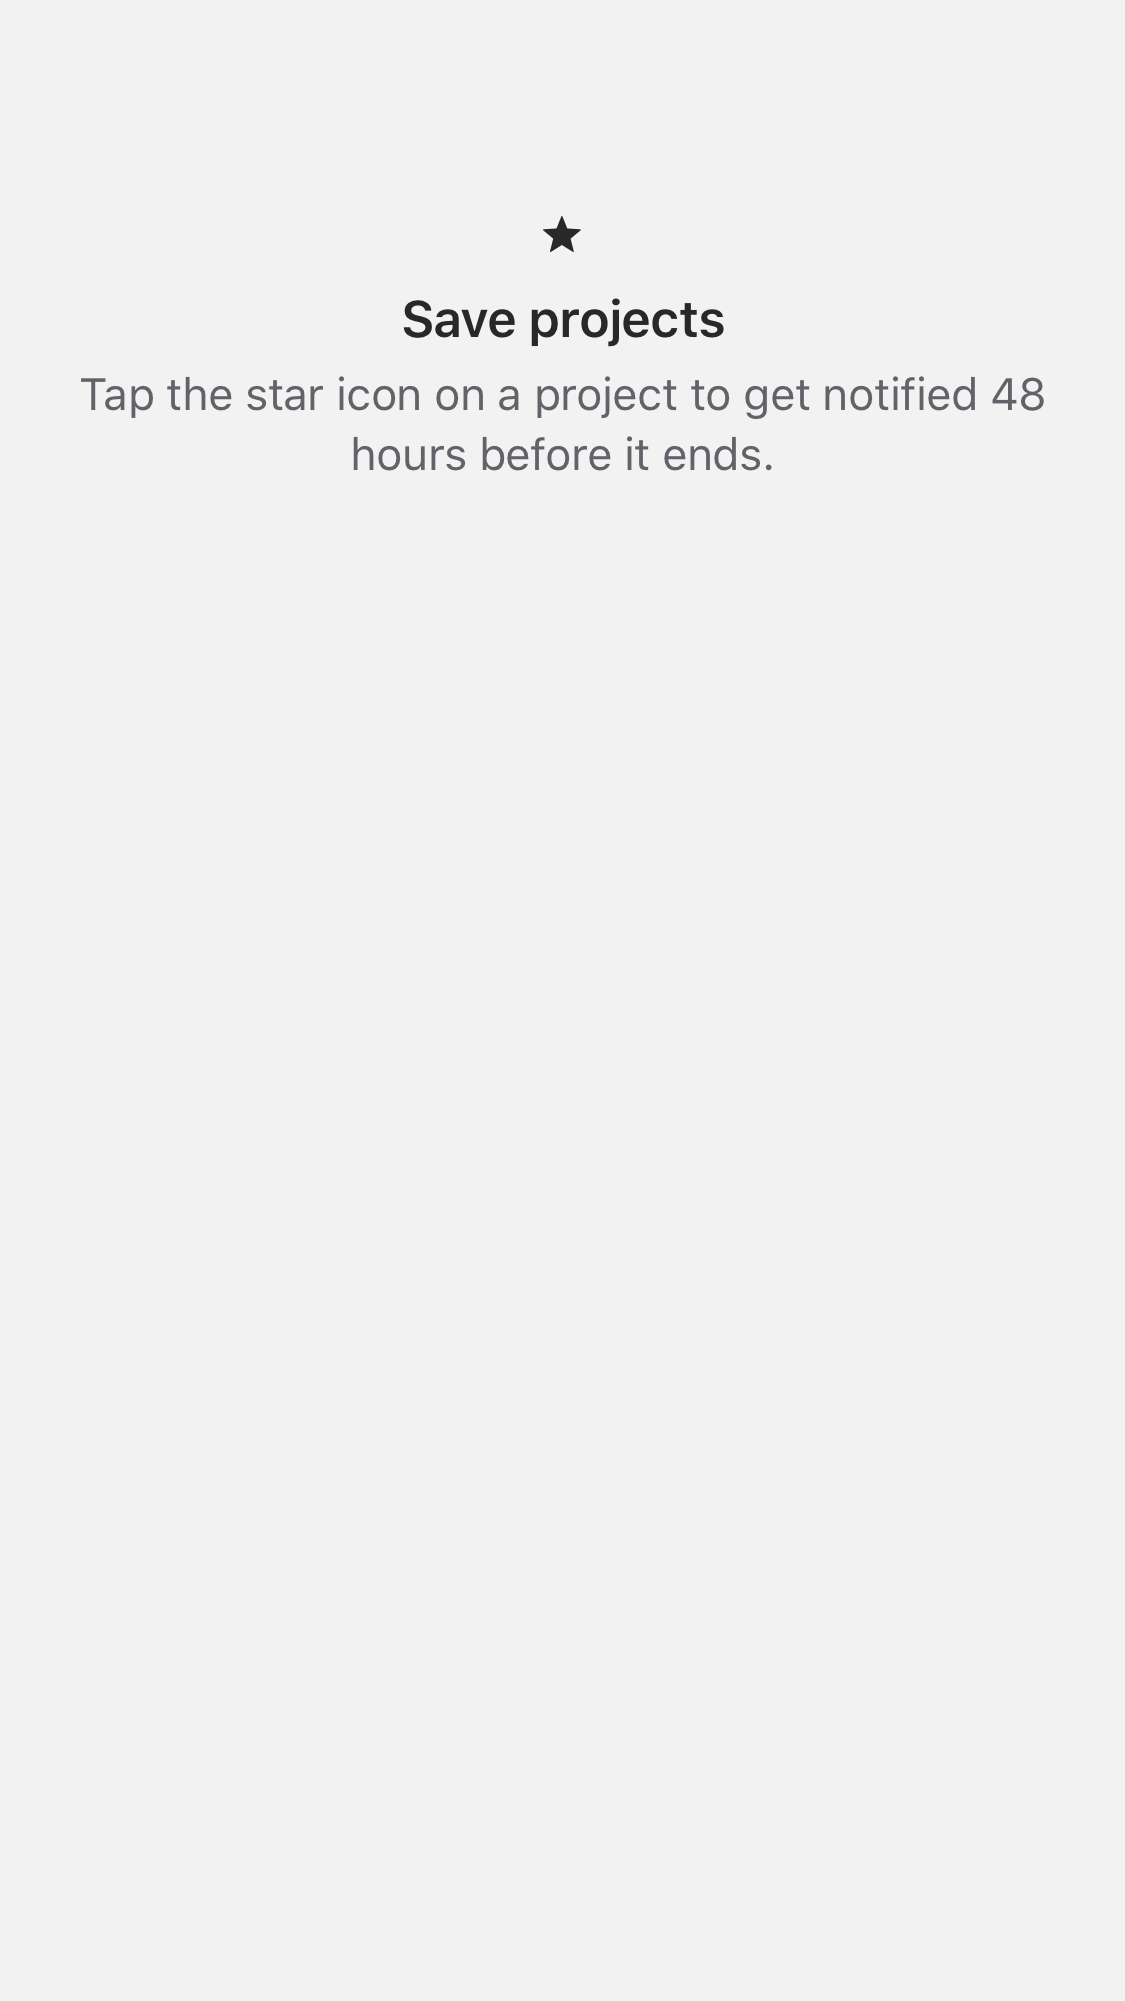 Save projects
Tap the star icon on a project to get notified 48
hours before it ends.